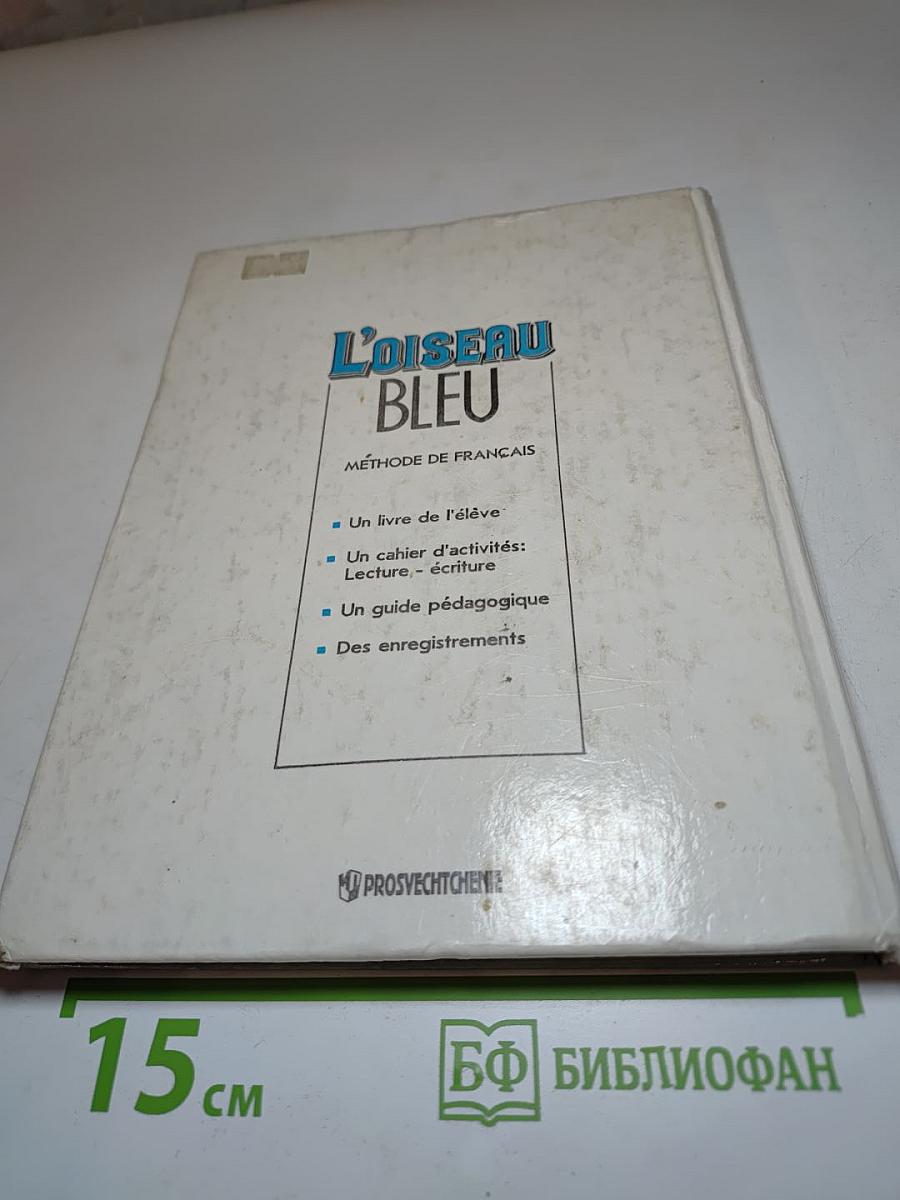 L'OISEAU
BLEU
MÉTHODE DE FRANÇAIS
Un livre de l'élève
Un cahier d'activités:
Lecture - écriture
Un guide pédagogique
Des enregistrements
PROSVECHTCHENIE
15 см
БФ БИБЛИОФАН